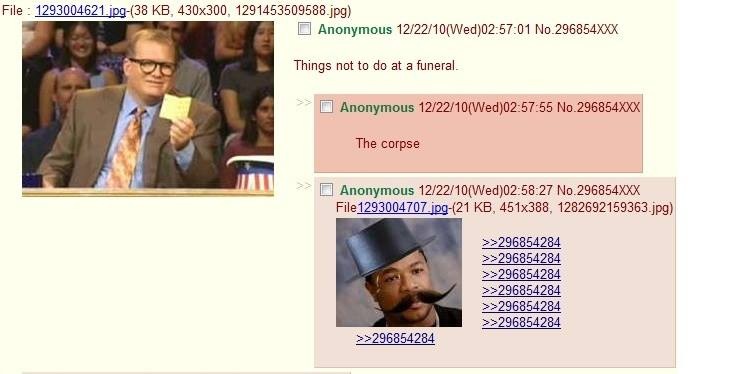 File : 1293004621.jpg-(38 KB, 430x300, 1291453509588.jpg)
Anonymous 12/22/10(Wed)02:57:01 No.296854XXX
Things not to do at a funeral.
>> Anonymous 12/22/10(Wed)02:57:55 No.296854XXX
The corpse
>> Anonymous 12/22/10(Wed)02:58:27 No.296854XXX
File1293004707.jpg-(21 KB, 451x388, 1282692159363.jpg)
>>296854284
>>296854284
>>296854284
>>296854284
>>296854284
>>296854284
>>296854284